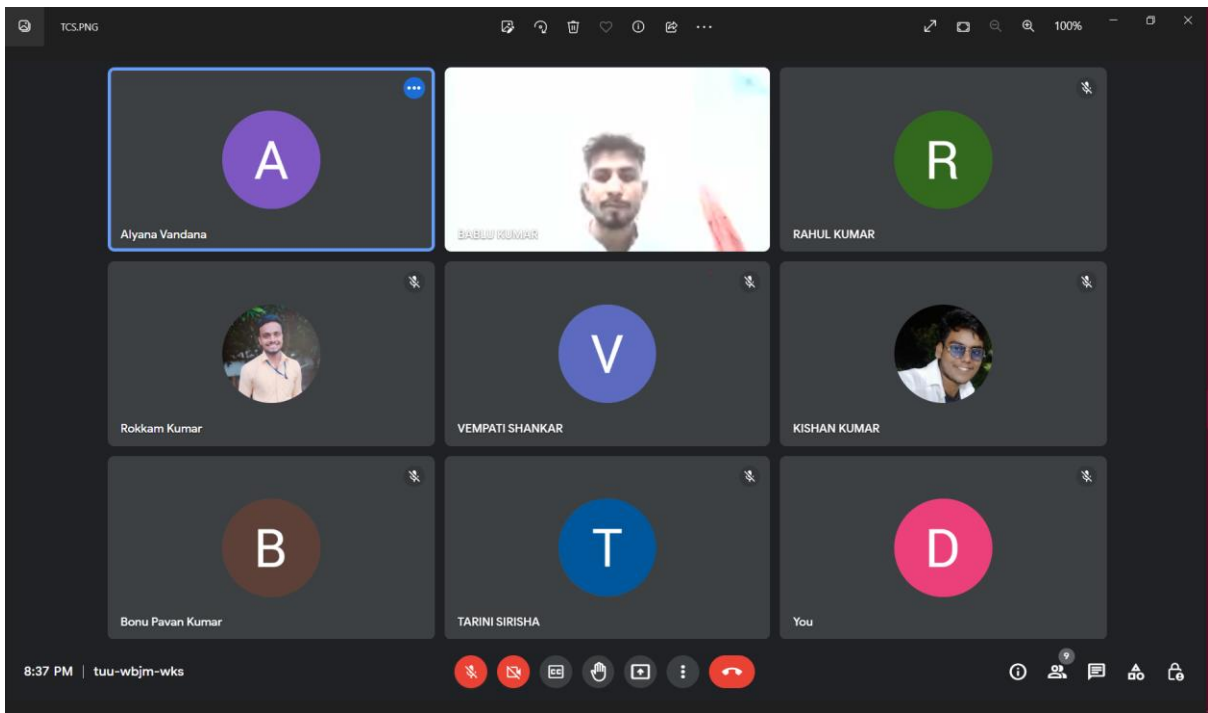 TCS.PNG
100%
A
Alyana Vandana
BABLU KUMAR
R
RAHUL KUMAR
Rokkam Kumar
V
VEMPATI SHANKAR
KISHAN KUMAR
B
Bonu Pavan Kumar
T
TARINI SIRISHA
D
You
8:37 PM | tuu-wbjm-wks
CC
9